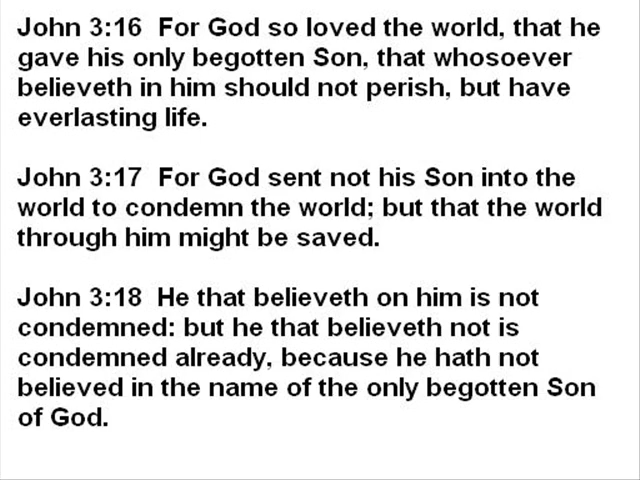 John 3:16  For God so loved the world, that he
gave his only begotten Son, that whosoever
believeth in him should not perish, but have
everlasting life.
John 3:17  For God sent not his Son into the
world to condemn the world; but that the world
through him might be saved.
John 3:18  He that believeth on him is not
condemned: but he that believeth not is
condemned already, because he hath not
believed in the name of the only begotten Son
of God.